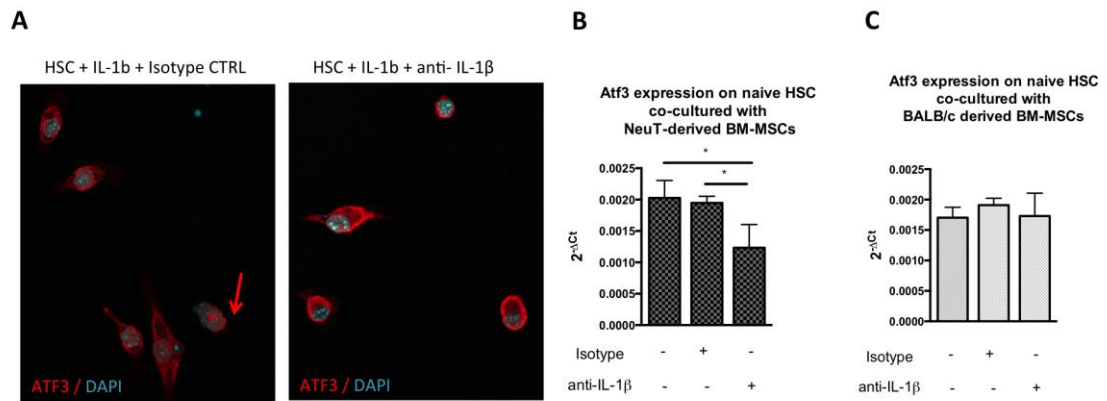 A
HSC + IL-1b + Isotype CTRL
HSC + IL-1b + anti- IL-1β
ATF3 / DAPI
ATF3 / DAPI
B
Atf3 expression on naive HSC
co-cultured with
NeuT-derived BM-MSCs
*
*
2-ΔCt
0.0025
0.0020
0.0015
0.0010
0.0005
0.0000
Isotype - + -
anti-IL-1β - - +
C
Atf3 expression on naive HSC
co-cultured with
BALB/c derived BM-MSCs
2-ΔCt
0.0025
0.0020
0.0015
0.0010
0.0005
0.0000
Isotype - + -
anti-IL-1β - - +